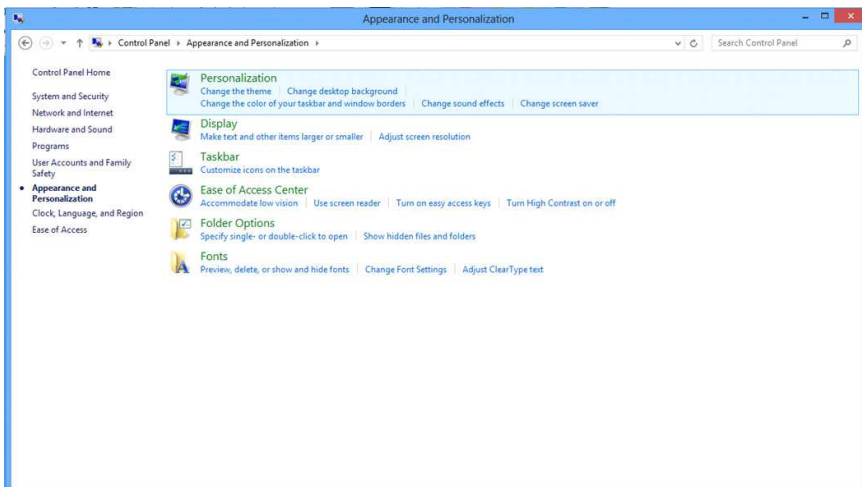 Appearance and Personalization
Control Panel Appearance and Personalization
Search Control Panel
Control Panel Home
System and Security
Network and Internet
Hardware and Sound
Programs
User Accounts and Family
Safety
Appearance and
Personalization
Clock, Language, and Region
Ease of Access
Personalization
Change the theme Change desktop background
Change the color of your taskbar and window borders Change sound effects Change screen saver
Display
Make text and other items larger or smaller Adjust screen resolution
Taskbar
Customize icons on the taskbar
Ease of Access Center
Accommodate low vision Use screen reader Turn on easy access keys Turn High Contrast on or off
Folder Options
Specify single- or double-click to open Show hidden files and folders
Fonts
Preview, delete, or show and hide fonts Change Font Settings Adjust ClearType text